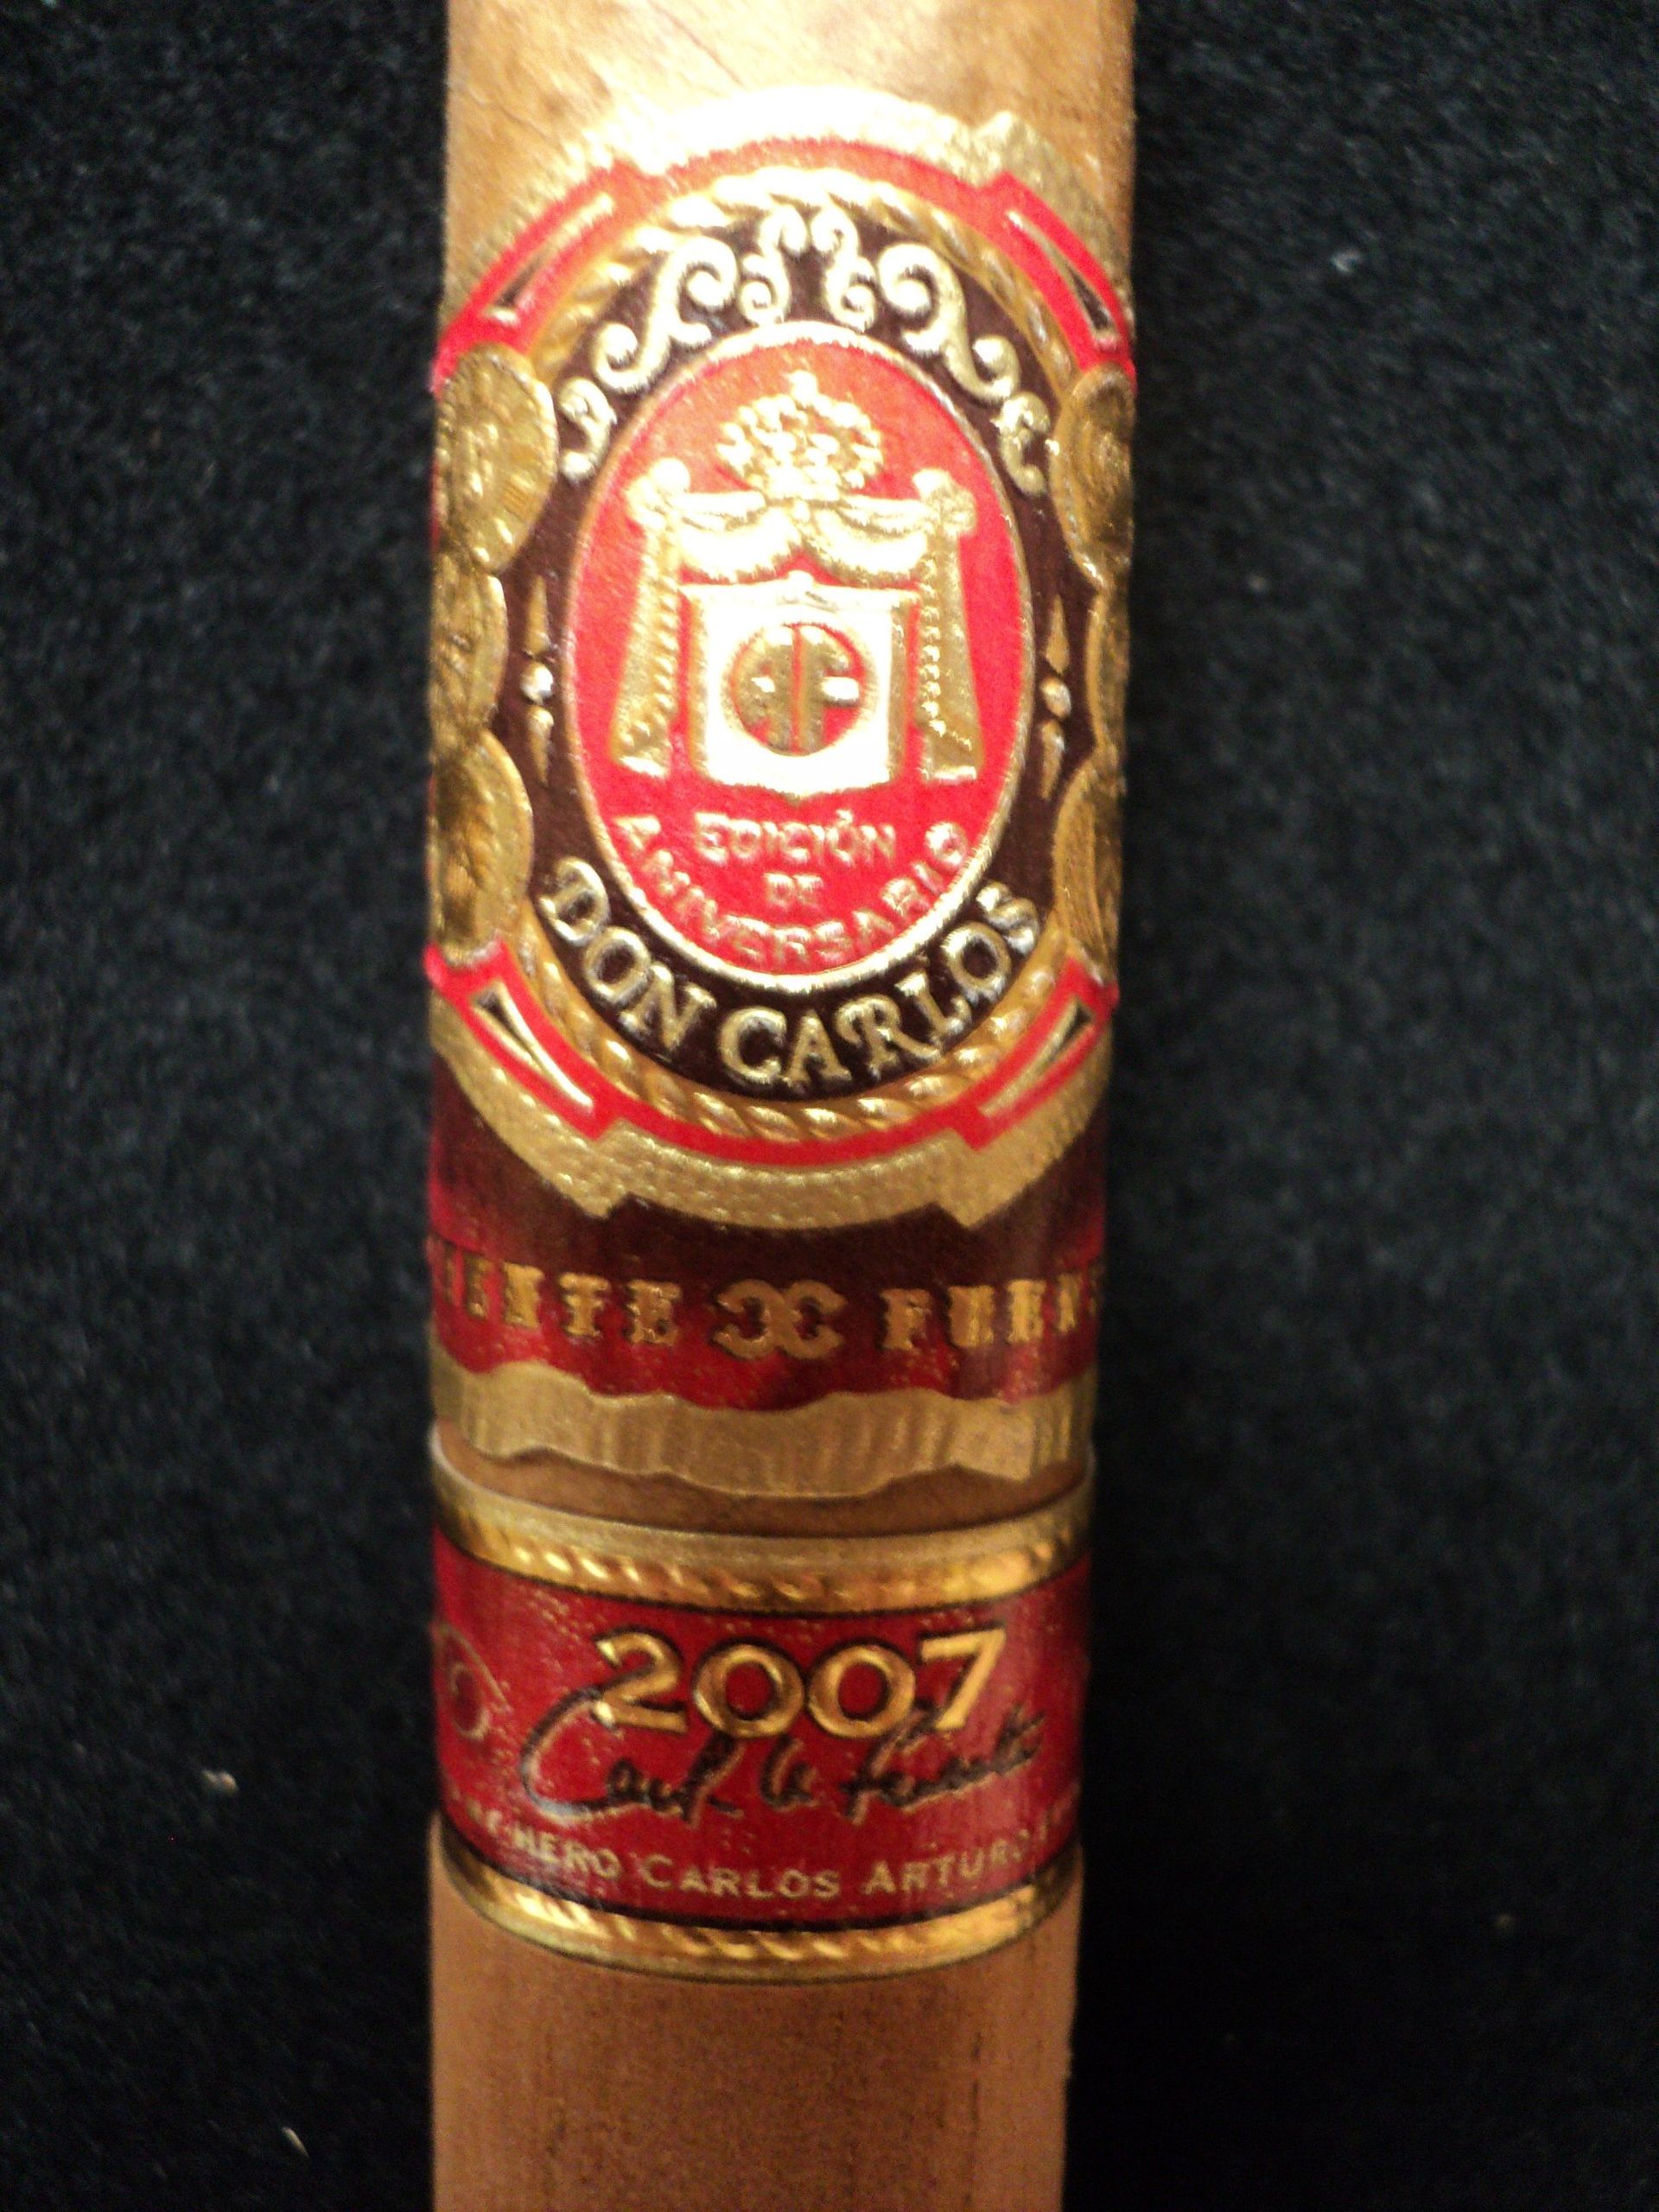 EDICIÓN
DE
ANIVERSARIO
DON CARLOS
2007
CARLOS ARTURO